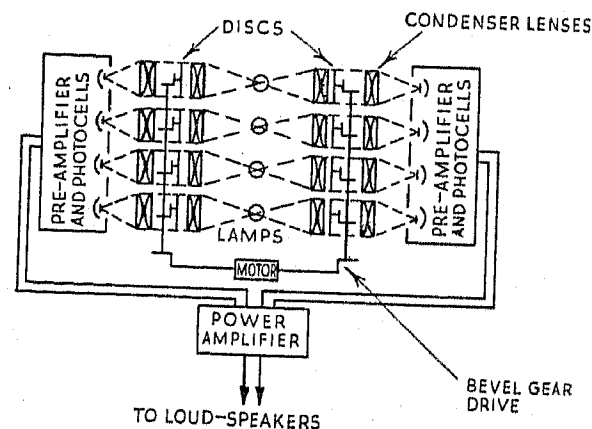 DISCS
CONDENSER LENSES
PRE-AMPLIFIER
AND PHOTOCELLS
PRE-AMPLIFIER
AND PHOTOCELLS
LAMPS
MOTOR
POWER
AMPLIFIER
BEVEL GEAR
DRIVE
TO LOUD-SPEAKERS